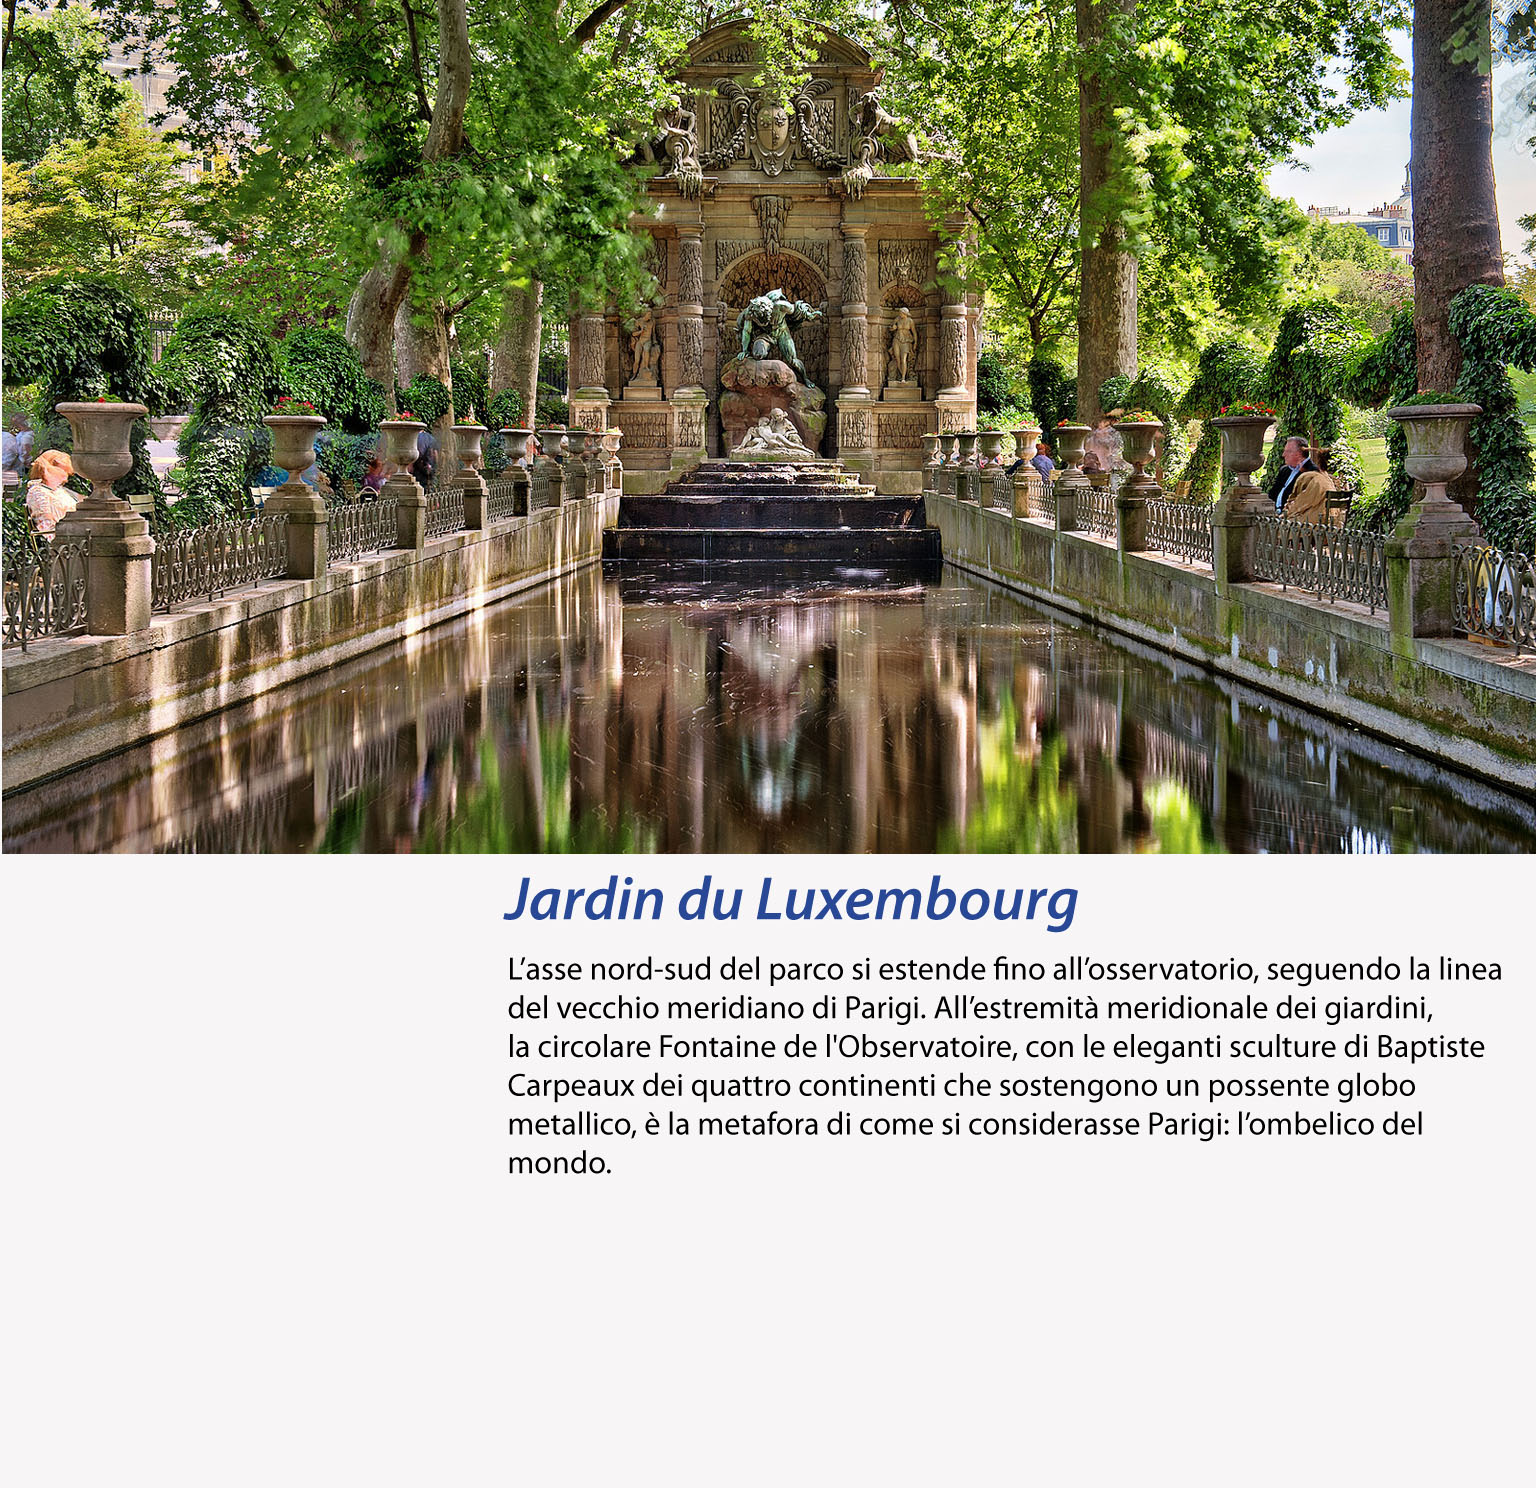 Jardin du Luxembourg
L’asse nord-sud del parco si estende fino all’osservatorio, seguendo la linea
del vecchio meridiano di Parigi. All’estremità meridionale dei giardini,
la circolare Fontaine de l'Observatoire, con le eleganti sculture di Baptiste
Carpeaux dei quattro continenti che sostengono un possente globo
metallico, è la metafora di come si considerasse Parigi: l’ombelico del
mondo.